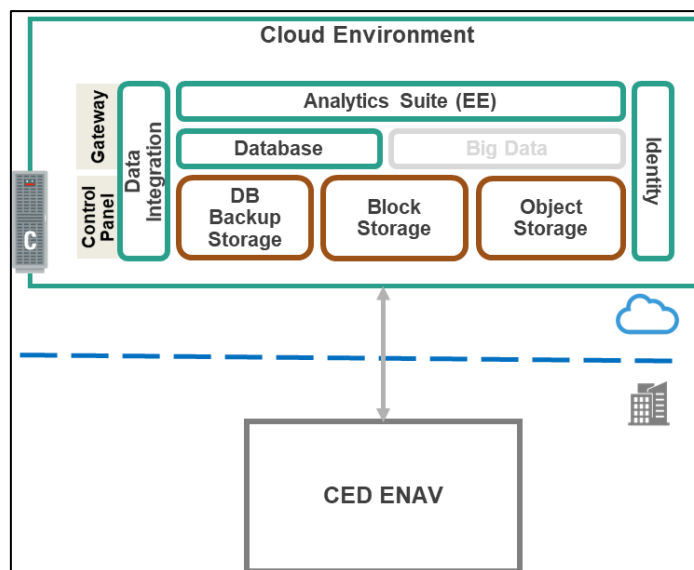 Cloud Environment
Gateway
Control
Panel
Data
Integration
Analytics Suite (EE)
Database
Big Data
DB
Backup
Storage
Block
Storage
Object
Storage
Identity
C
CED ENAV